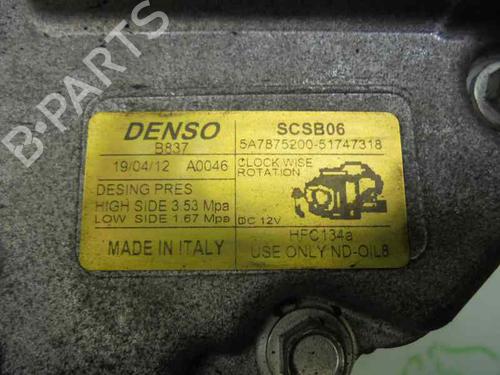 B-PARTS
DENSO
B837
19/04/12 A0046
DESING PRES
HIGH SIDE 3.53 Mpa
LOW SIDE 1.67 Mpa
MADE IN ITALY
SCSB06
5A7875200-51747318
CLOCK WISE
ROTATION
DC 12V
HFC134a
USE ONLY ND-OIL8